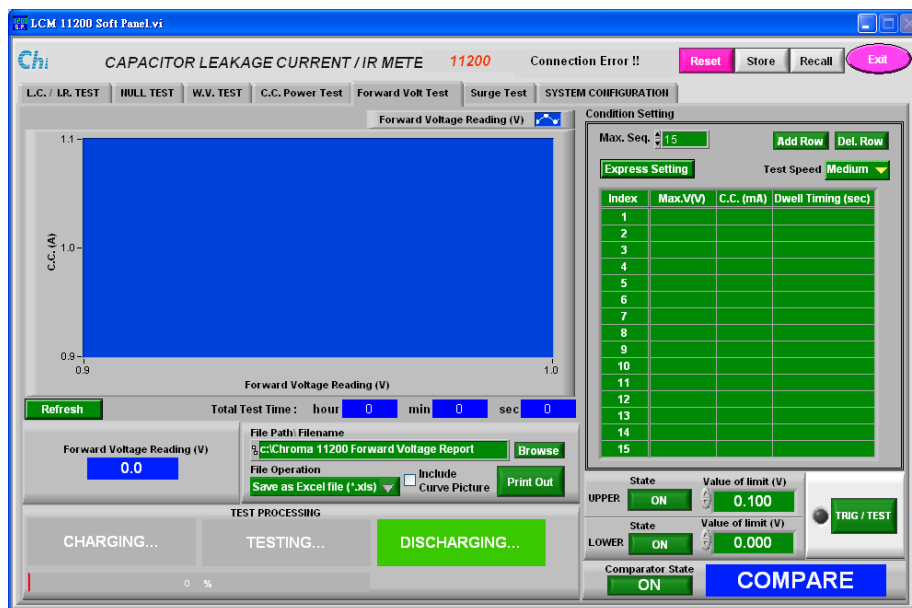 LCM 11200 Soft Panel.vi
CAPACITOR LEAKAGE CURRENT / IR METE 11200 Connection Error !! Reset Store Recall Exit
L.C. / I.R. TEST NULL TEST W.V. TEST C.C. Power Test Forward Volt Test Surge Test SYSTEM CONFIGURATION
Forward Voltage Reading (V)
1.1
1.0
0.9
C.C. (A)
0.9 1.0
Forward Voltage Reading (V)
Refresh Total Test Time : hour 0 min 0 sec 0
Forward Voltage Reading (V)
0.0
File Path\ Filename
c:\Chroma 11200 Forward Voltage Report Browse
File Operation
Save as Excel file (*.xls) Include Curve Picture Print Out
TEST PROCESSING
CHARGING... TESTING... DISCHARGING...
0 %
Condition Setting
Max. Seq. 15 Add Row Del. Row
Express Setting Test Speed Medium
Index Max.V(V) C.C. (mA) Dwell Timing (sec)
1
2
3
4
5
6
7
8
9
10
11
12
13
14
15
State Value of limit (V)
UPPER ON 0.100
State Value of limit (V)
LOWER ON 0.000
TRIG / TEST
Comparator State
ON COMPARE